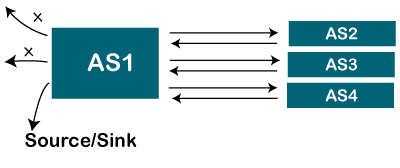 x
x
AS1
AS2
AS3
AS4
Source/Sink